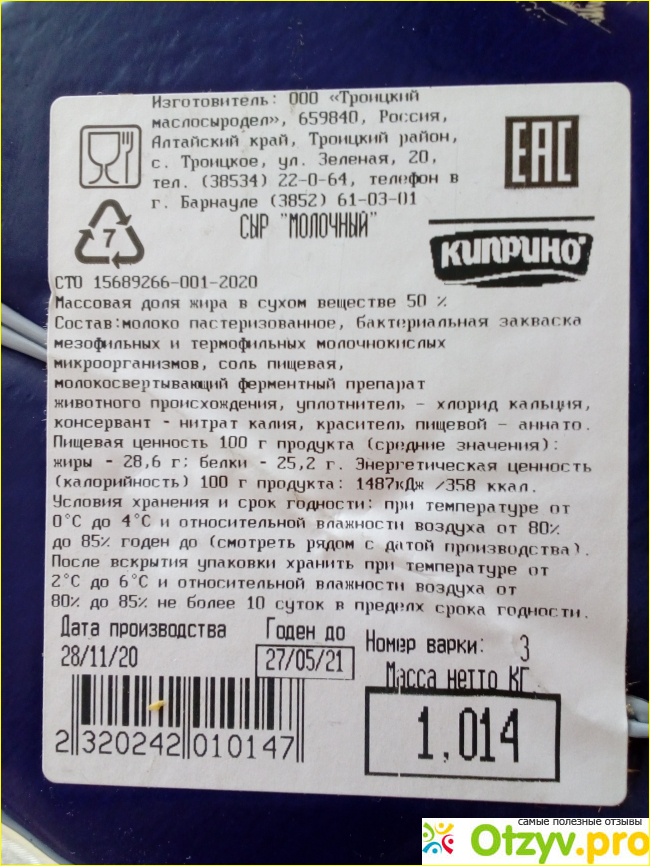 Изготовитель: ООО «Троицкий
маслосыродел», 659840, Россия,
Алтайский край, Троицкий район,
с. Троицкое, ул. Зеленая, 20,
тел. (38534) 22-0-64, телефон в
г. Барнауле (3852) 61-03-01
EAC
7
СЫР "МОЛОЧНЫЙ"
КИПРИНО
СТО 15689266-001-2020
Массовая доля жира в сухом веществе 50 %
Состав:молоко пастеризованное, бактериальная закваска
мезофильных и термофильных молочнокислых
микроорганизмов, соль пищевая,
молокосвертывающий ферментный препарат
животного происхождения, уплотнитель - хлорид кальция,
консервант - нитрат калия, краситель пищевой - аннато.
Пищевая ценность 100 г продукта (средние значения):
жиры - 28,6 г; белки - 25,2 г. Энергетическая ценность
(калорийность) 100 г продукта: 1487кДж /358 ккал.
Условия хранения и срок годности: при температуре от
0°С до 4°С и относительной влажности воздуха от 80%
до 85% годен до (смотреть рядом с датой производства).
После вскрытия упаковки хранить при температуре от
2°С до 6°С и относительной влажности воздуха от
80% до 85% не более 10 суток в пределх срока годности.
Дата производства
28/11/20
Годен до
27/05/21
Номер варки: 3
Масса нетто КГ
1,014
2 320242 010147
самые полезные отзывы
Otzyv.pro